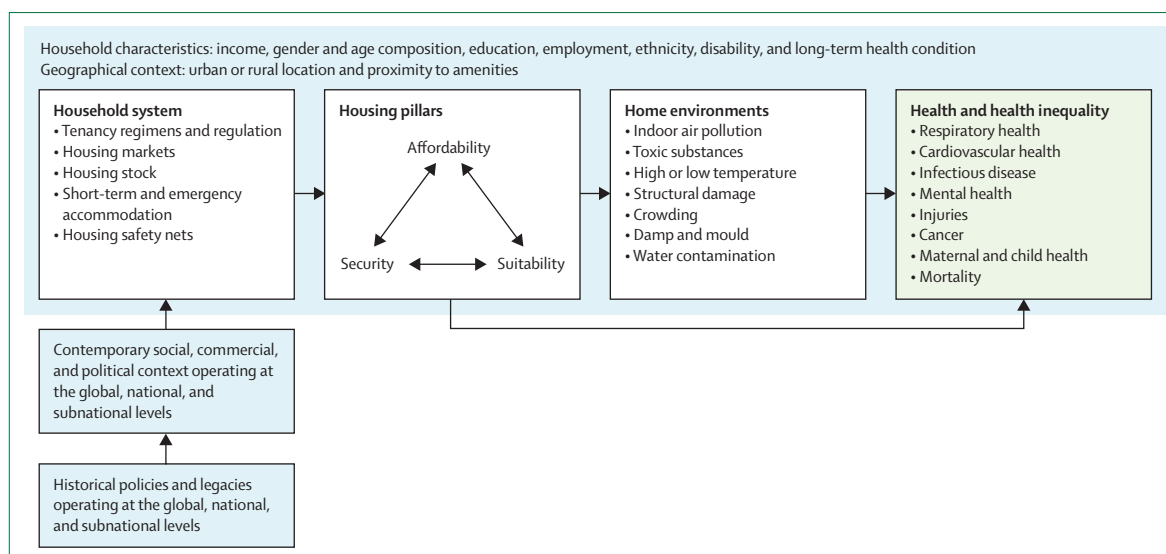 Household characteristics: income, gender and age composition, education, employment, ethnicity, disability, and long-term health condition
Geographical context: urban or rural location and proximity to amenities
Household system
• Tenancy regimens and regulation
• Housing markets
• Housing stock
• Short-term and emergency
accommodation
• Housing safety nets
Housing pillars
Affordability
Security
Suitability
Home environments
• Indoor air pollution
• Toxic substances
• High or low temperature
• Structural damage
• Crowding
• Damp and mould
• Water contamination
Health and health inequality
• Respiratory health
• Cardiovascular health
• Infectious disease
• Mental health
• Injuries
• Cancer
• Maternal and child health
• Mortality
Contemporary social, commercial,
and political context operating at
the global, national, and
subnational levels
Historical policies and legacies
operating at the global, national,
and subnational levels